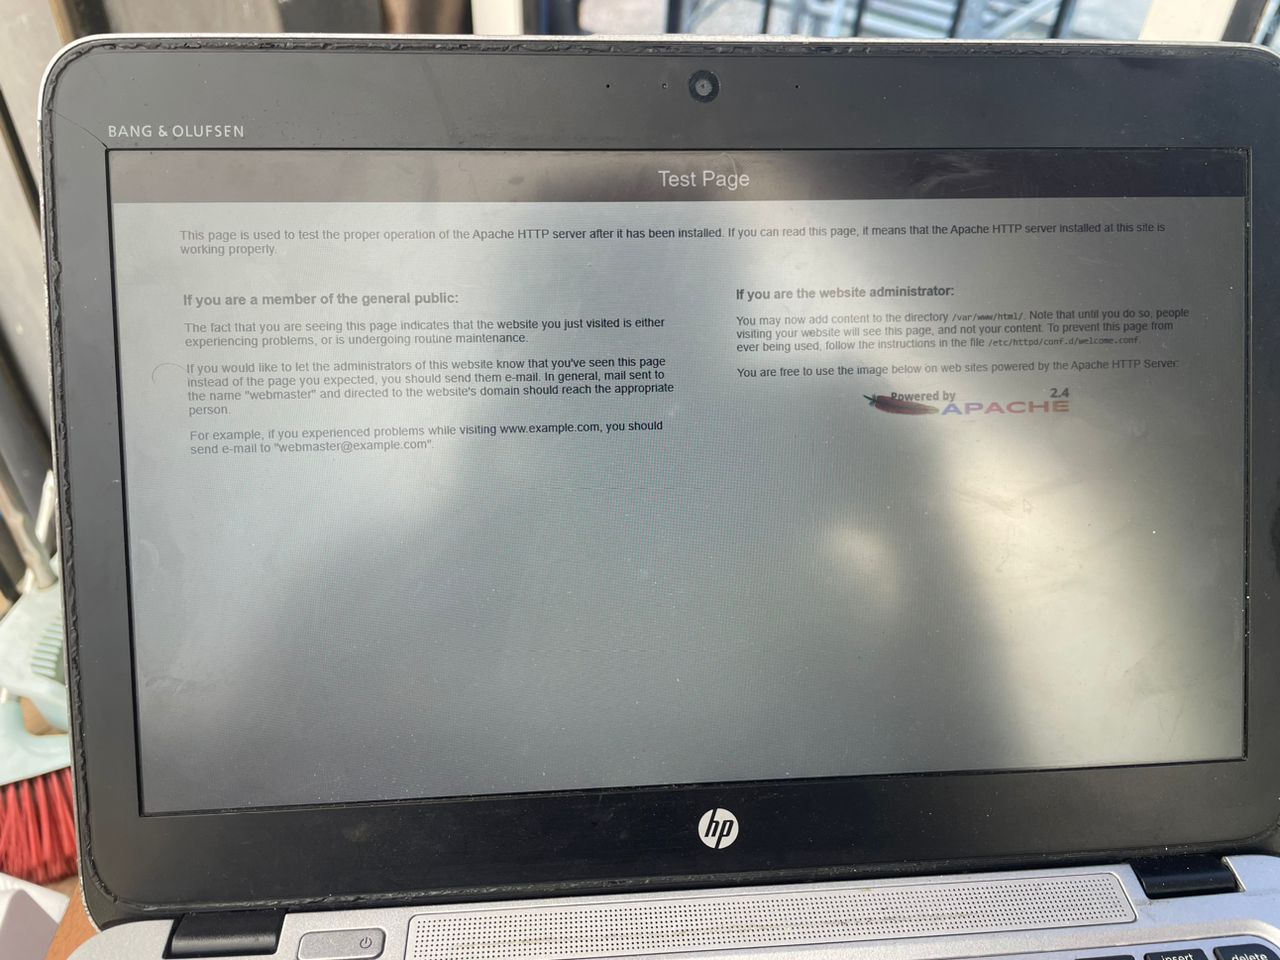 BANG & OLUFSEN
Test Page
This page is used to test the proper operation of the Apache HTTP server after it has been installed. If you can read this page, it means that the Apache HTTP server installed at this site is
working properly.
If you are a member of the general public:
The fact that you are seeing this page indicates that the website you just visited is either
experiencing problems, or is undergoing routine maintenance.
If you would like to let the administrators of this website know that you've seen this page
instead of the page you expected, you should send them e-mail. In general, mail sent to
the name "webmaster" and directed to the website's domain should reach the appropriate
person.
For example, if you experienced problems while visiting www.example.com, you should
send e-mail to "webmaster@example.com".
If you are the website administrator:
You may now add content to the directory /var/www/html/. Note that until you do so, people
visiting your website will see this page, and not your content. To prevent this page from
ever being used, follow the instructions in the file /etc/httpd/conf.d/welcome.conf.
You are free to use the image below on web sites powered by the Apache HTTP Server:
Powered by 2.4
APACHE
hp
insert delete